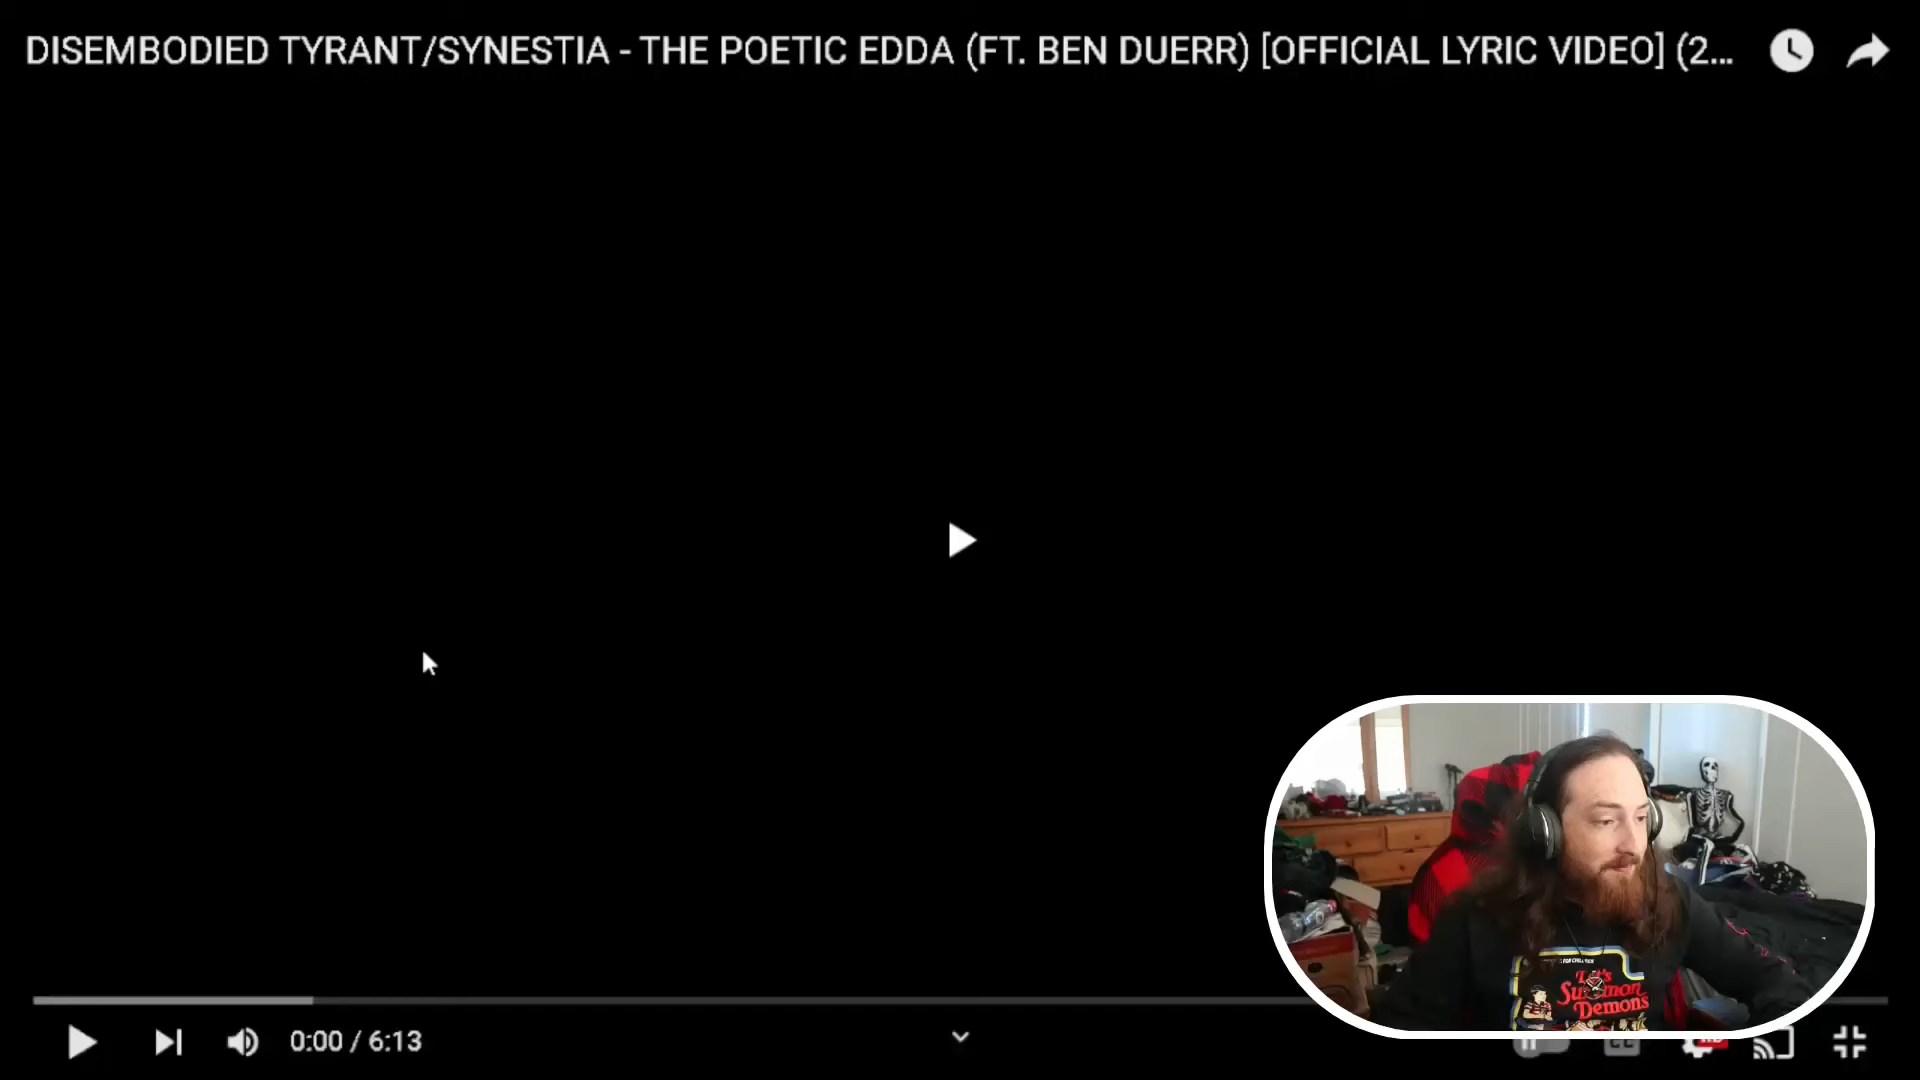 DISEMBODIED TYRANT/SYNESTIA - THE POETIC EDDA (FT. BEN DUERR) [OFFICIAL LYRIC VIDEO] (2...
Let's
Summon
Demons
0:00 / 6:13